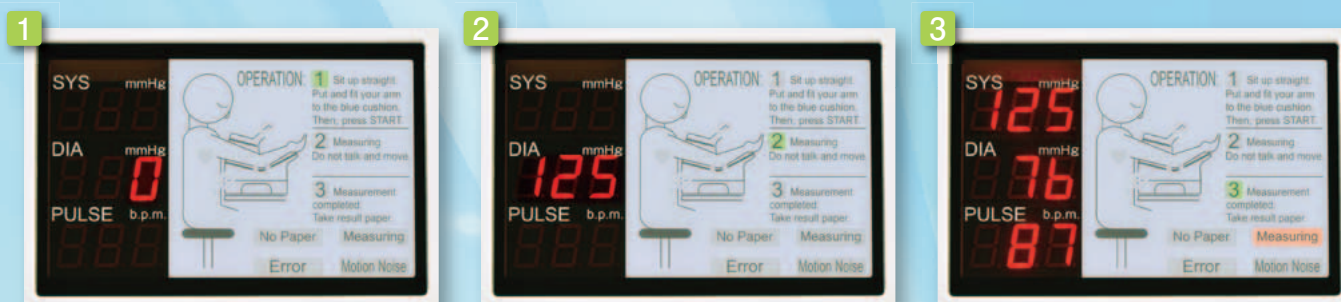 1
SYS mmHg
0
DIA mmHg
PULSE b.p.m.
OPERATION: 1 Sit up straight.
Put and fit your arm
to the blue cushion.
Then, press START.
2 Measuring
Do not talk and move.
3 Measurement
completed.
Take result paper.
No Paper Measuring
Error Motion Noise
2
SYS mmHg
DIA mmHg
125
PULSE b.p.m.
OPERATION: 1 Sit up straight.
Put and fit your arm
to the blue cushion.
Then, press START.
2 Measuring
Do not talk and move.
3 Measurement
completed.
Take result paper.
No Paper Measuring
Error Motion Noise
3
SYS mmHg
125
DIA mmHg
76
PULSE b.p.m.
87
OPERATION: 1 Sit up straight.
Put and fit your arm
to the blue cushion.
Then, press START.
2 Measuring
Do not talk and move.
3 Measurement
completed.
Take result paper.
No Paper Measuring
Error Motion Noise